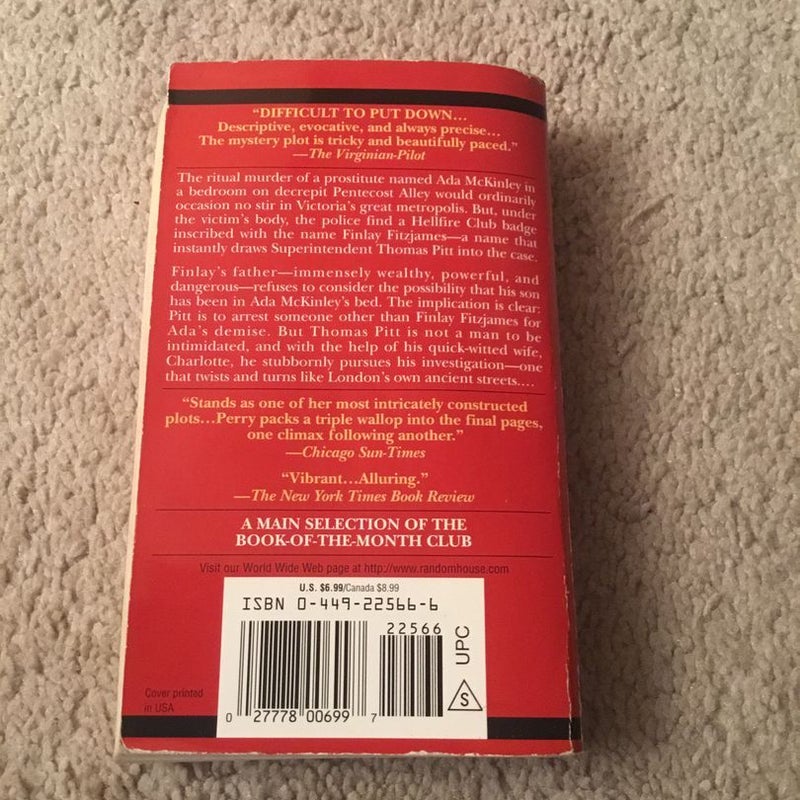 “DIFFICULT TO PUT DOWN...
Descriptive, evocative, and always precise...
The mystery plot is tricky and beautifully paced.”
—The Virginian-Pilot
The ritual murder of a prostitute named Ada McKinley in
a bedroom on decrepit Pentecost Alley would ordinarily
occasion no stir in Victoria’s great metropolis. But, under
the victim’s body, the police find a Hellfire Club badge
inscribed with the name Finlay Fitzjames—a name that
instantly draws Superintendent Thomas Pitt into the case.
Finlay’s father—immensely wealthy, powerful, and
dangerous—refuses to consider the possibility that his son
has been in Ada McKinley’s bed. The implication is clear:
Pitt is to arrest someone other than Finlay Fitzjames for
Ada’s demise. But Thomas Pitt is not a man to be
intimidated, and with the help of his quick-witted wife,
Charlotte, he stubbornly pursues his investigation—one
that twists and turns like London’s own ancient streets....
“Stands as one of her most intricately constructed
plots...Perry packs a triple wallop into the final pages,
one climax following another.”
—Chicago Sun-Times
“Vibrant...Alluring.”
—The New York Times Book Review
A MAIN SELECTION OF THE
BOOK-OF-THE-MONTH CLUB
Visit our World Wide Web page at http://www.randomhouse.com
U.S. $6.99/Canada $8.99
ISBN 0-449-22566-6
22566
UPC
S
Cover printed
in USA
0 27778 00699 7